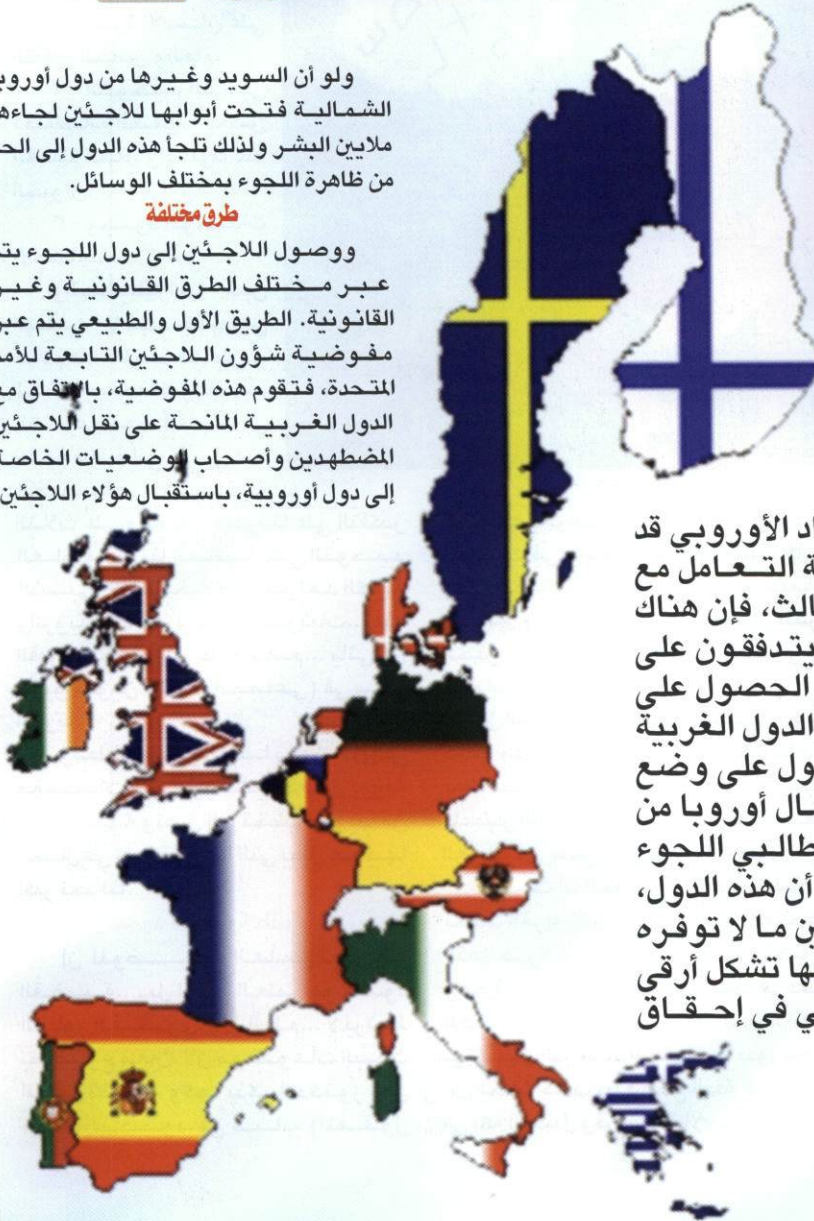 ولو أن السويد وغيرها من دول أوروبا
الشمالية فتحت أبوابها للاجئين لجاءها
ملايين البشر ولذلك تلجأ هذه الدول إلى الحد
من ظاهرة اللجوء بمختلف الوسائل.
طرق مختلفة
ووصول اللاجئين إلى دول اللجوء يتم
عبر مختلف الطرق القانونية وغير
القانونية. الطريق الأول والطبيعي يتم عبر
مفوضية شؤون اللاجئين التابعة للأمم
المتحدة، فتقوم هذه المفوضية، بالاتفاق مع
الدول الغربية المانحة على نقل اللاجئين
المضطهدين وأصحاب الوضعيات الخاصة
إلى دول أوروبية، باستقبال هؤلاء اللاجئين
الأوروبي قد
التعامل مع
فإن هناك
يتدفقون على
الحصول على
الدول الغربية
على وضع
أوروبا من
طالبي اللجوء
أن هذه الدول،
ما لا توفره
تشكل أرقى
في إحقاق